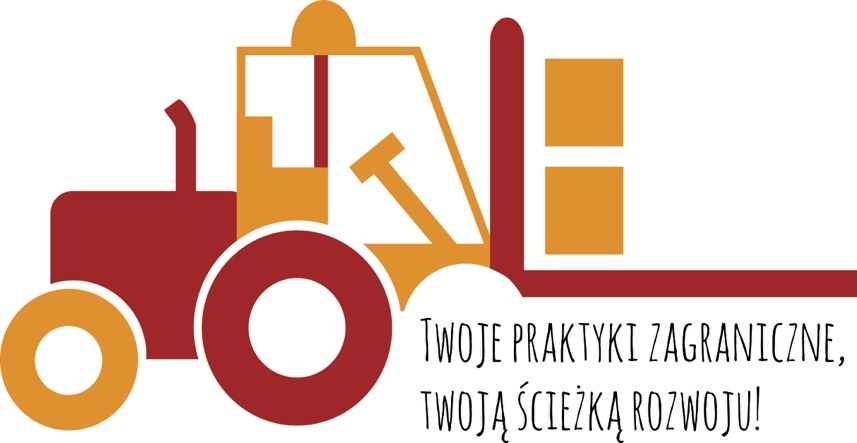 Twoje praktyki zagraniczne,
twoją ścieżką rozwoju!